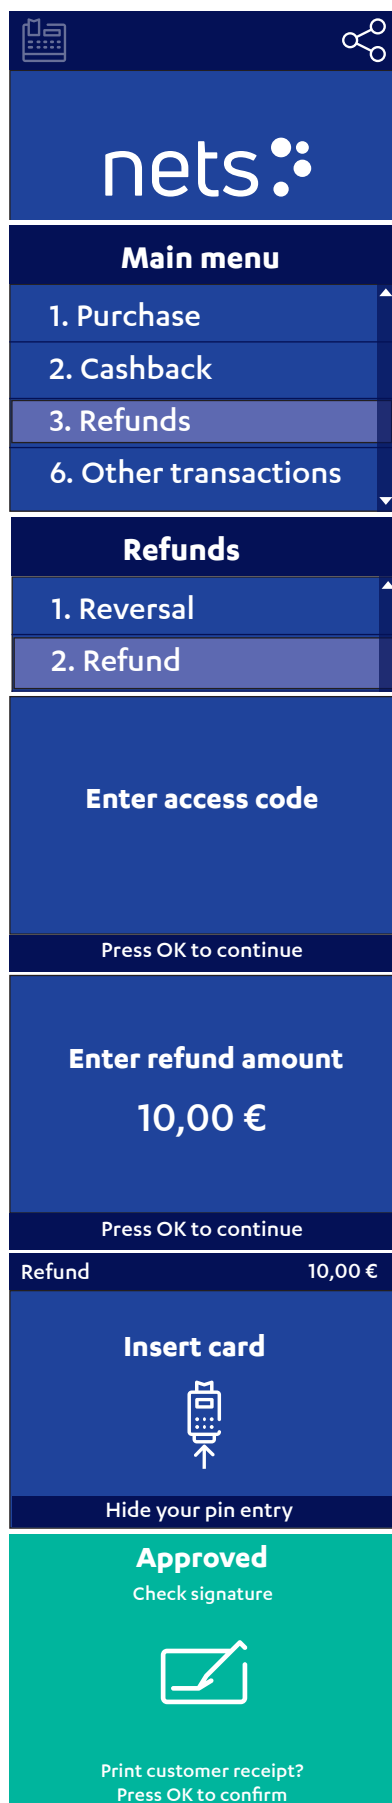 nets
Main menu
1. Purchase
2. Cashback
3. Refunds
6. Other transactions
Refunds
1. Reversal
2. Refund
Enter access code
Press OK to continue
Enter refund amount
10,00 €
Press OK to continue
Refund 10,00 €
Insert card
Hide your pin entry
Approved
Check signature
Print customer receipt?
Press OK to confirm